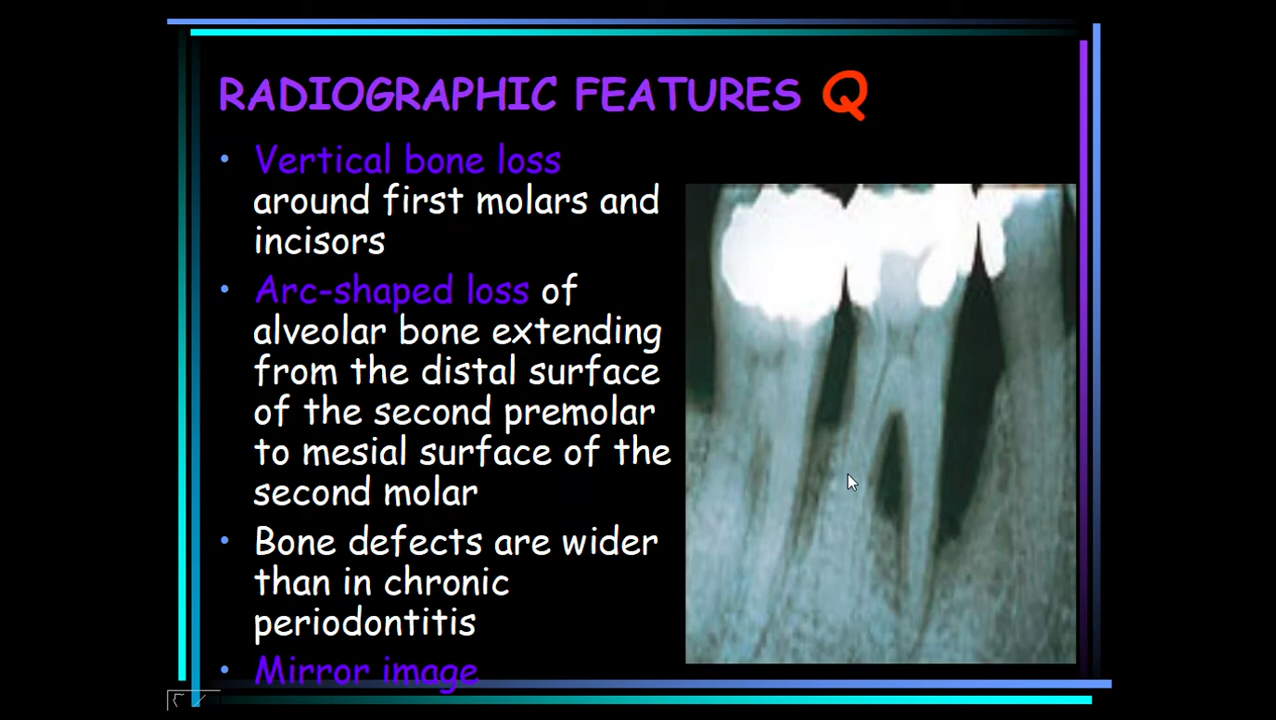 RADIOGRAPHIC FEATURES Q
• Vertical bone loss
around first molars and
incisors
• Arc-shaped loss of
alveolar bone extending
from the distal surface
of the second premolar
to mesial surface of the
second molar
• Bone defects are wider
than in chronic
periodontitis
• Mirror image